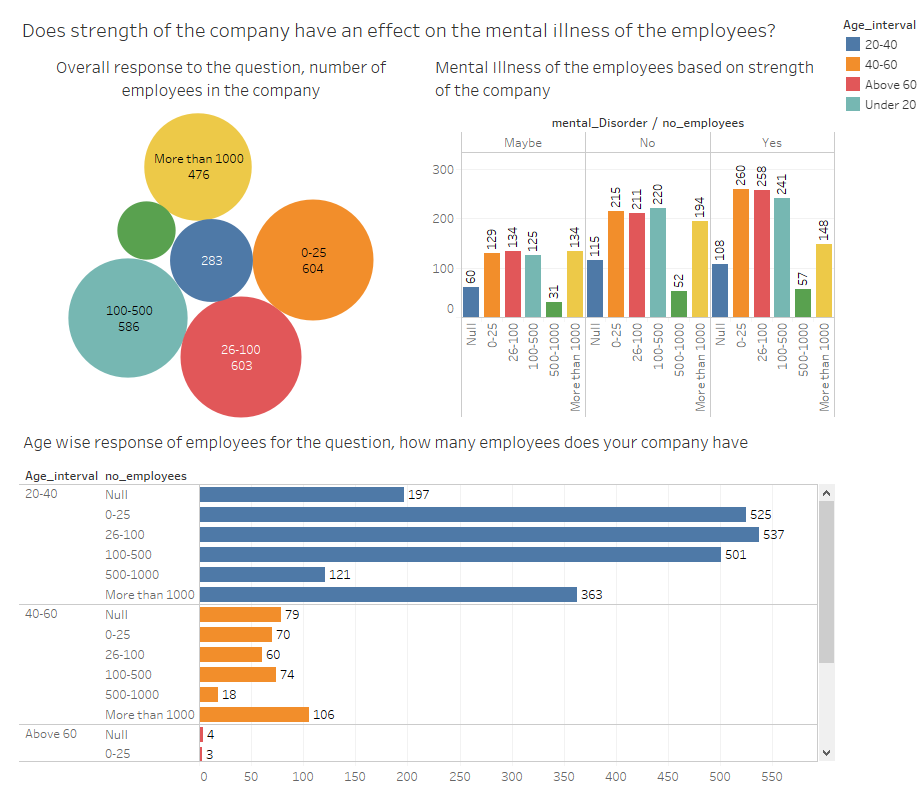 Does strength of the company have an effect on the mental illness of the employees?
Age_interval
20-40
40-60
Above 60
Under 20
Overall response to the question, number of
employees in the company
More than 1000
476
283
0-25
604
100-500
586
26-100
603
Mental Illness of the employees based on strength
of the company
mental_Disorder / no_employees
Maybe No Yes
300
200
100
0
60 129 134 125 31 134 115 215 211 220 52 194 108 260 258 241 57 148
Null 0-25 26-100 100-500 500-1000 More than 1000 Null 0-25 26-100 100-500 500-1000 More than 1000 Null 0-25 26-100 100-500 500-1000 More than 1000
Age wise response of employees for the question, how many employees does your company have
Age_interval no_employees
20-40 Null 197
0-25 525
26-100 537
100-500 501
500-1000 121
More than 1000 363
40-60 Null 79
0-25 70
26-100 60
100-500 74
500-1000 18
More than 1000 106
Above 60 Null 4
0-25 3
0 50 100 150 200 250 300 350 400 450 500 550